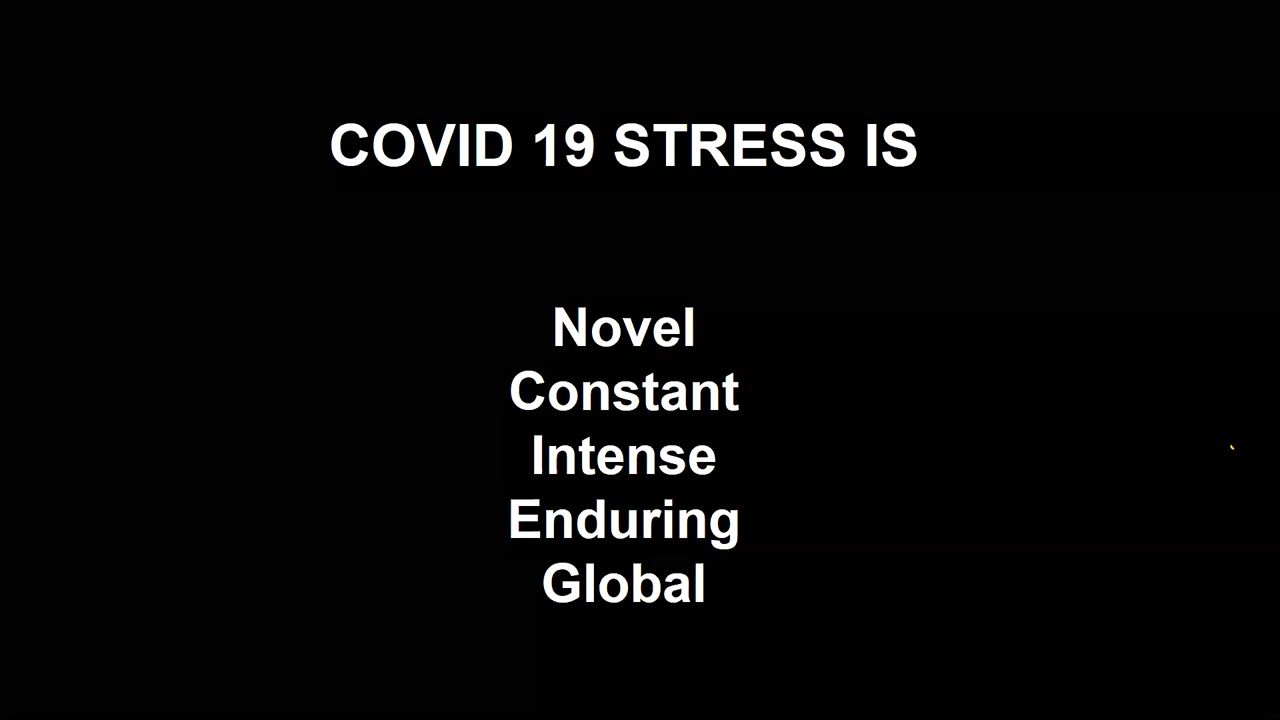 COVID 19 STRESS IS
Novel
Constant
Intense
Enduring
Global